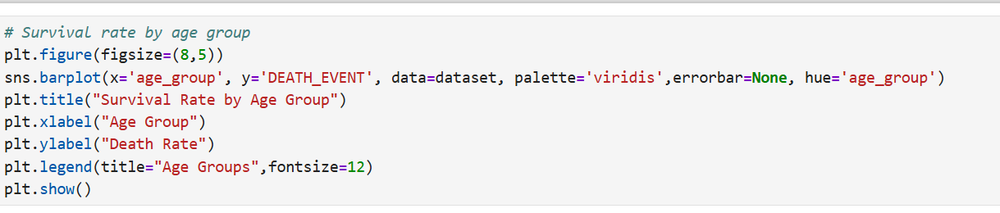 # Survival rate by age group
plt.figure(figsize=(8,5))
sns.barplot(x='age_group', y='DEATH_EVENT', data=dataset, palette='viridis',errorbar=None, hue='age_group')
plt.title("Survival Rate by Age Group")
plt.xlabel("Age Group")
plt.ylabel("Death Rate")
plt.legend(title="Age Groups",fontsize=12)
plt.show()